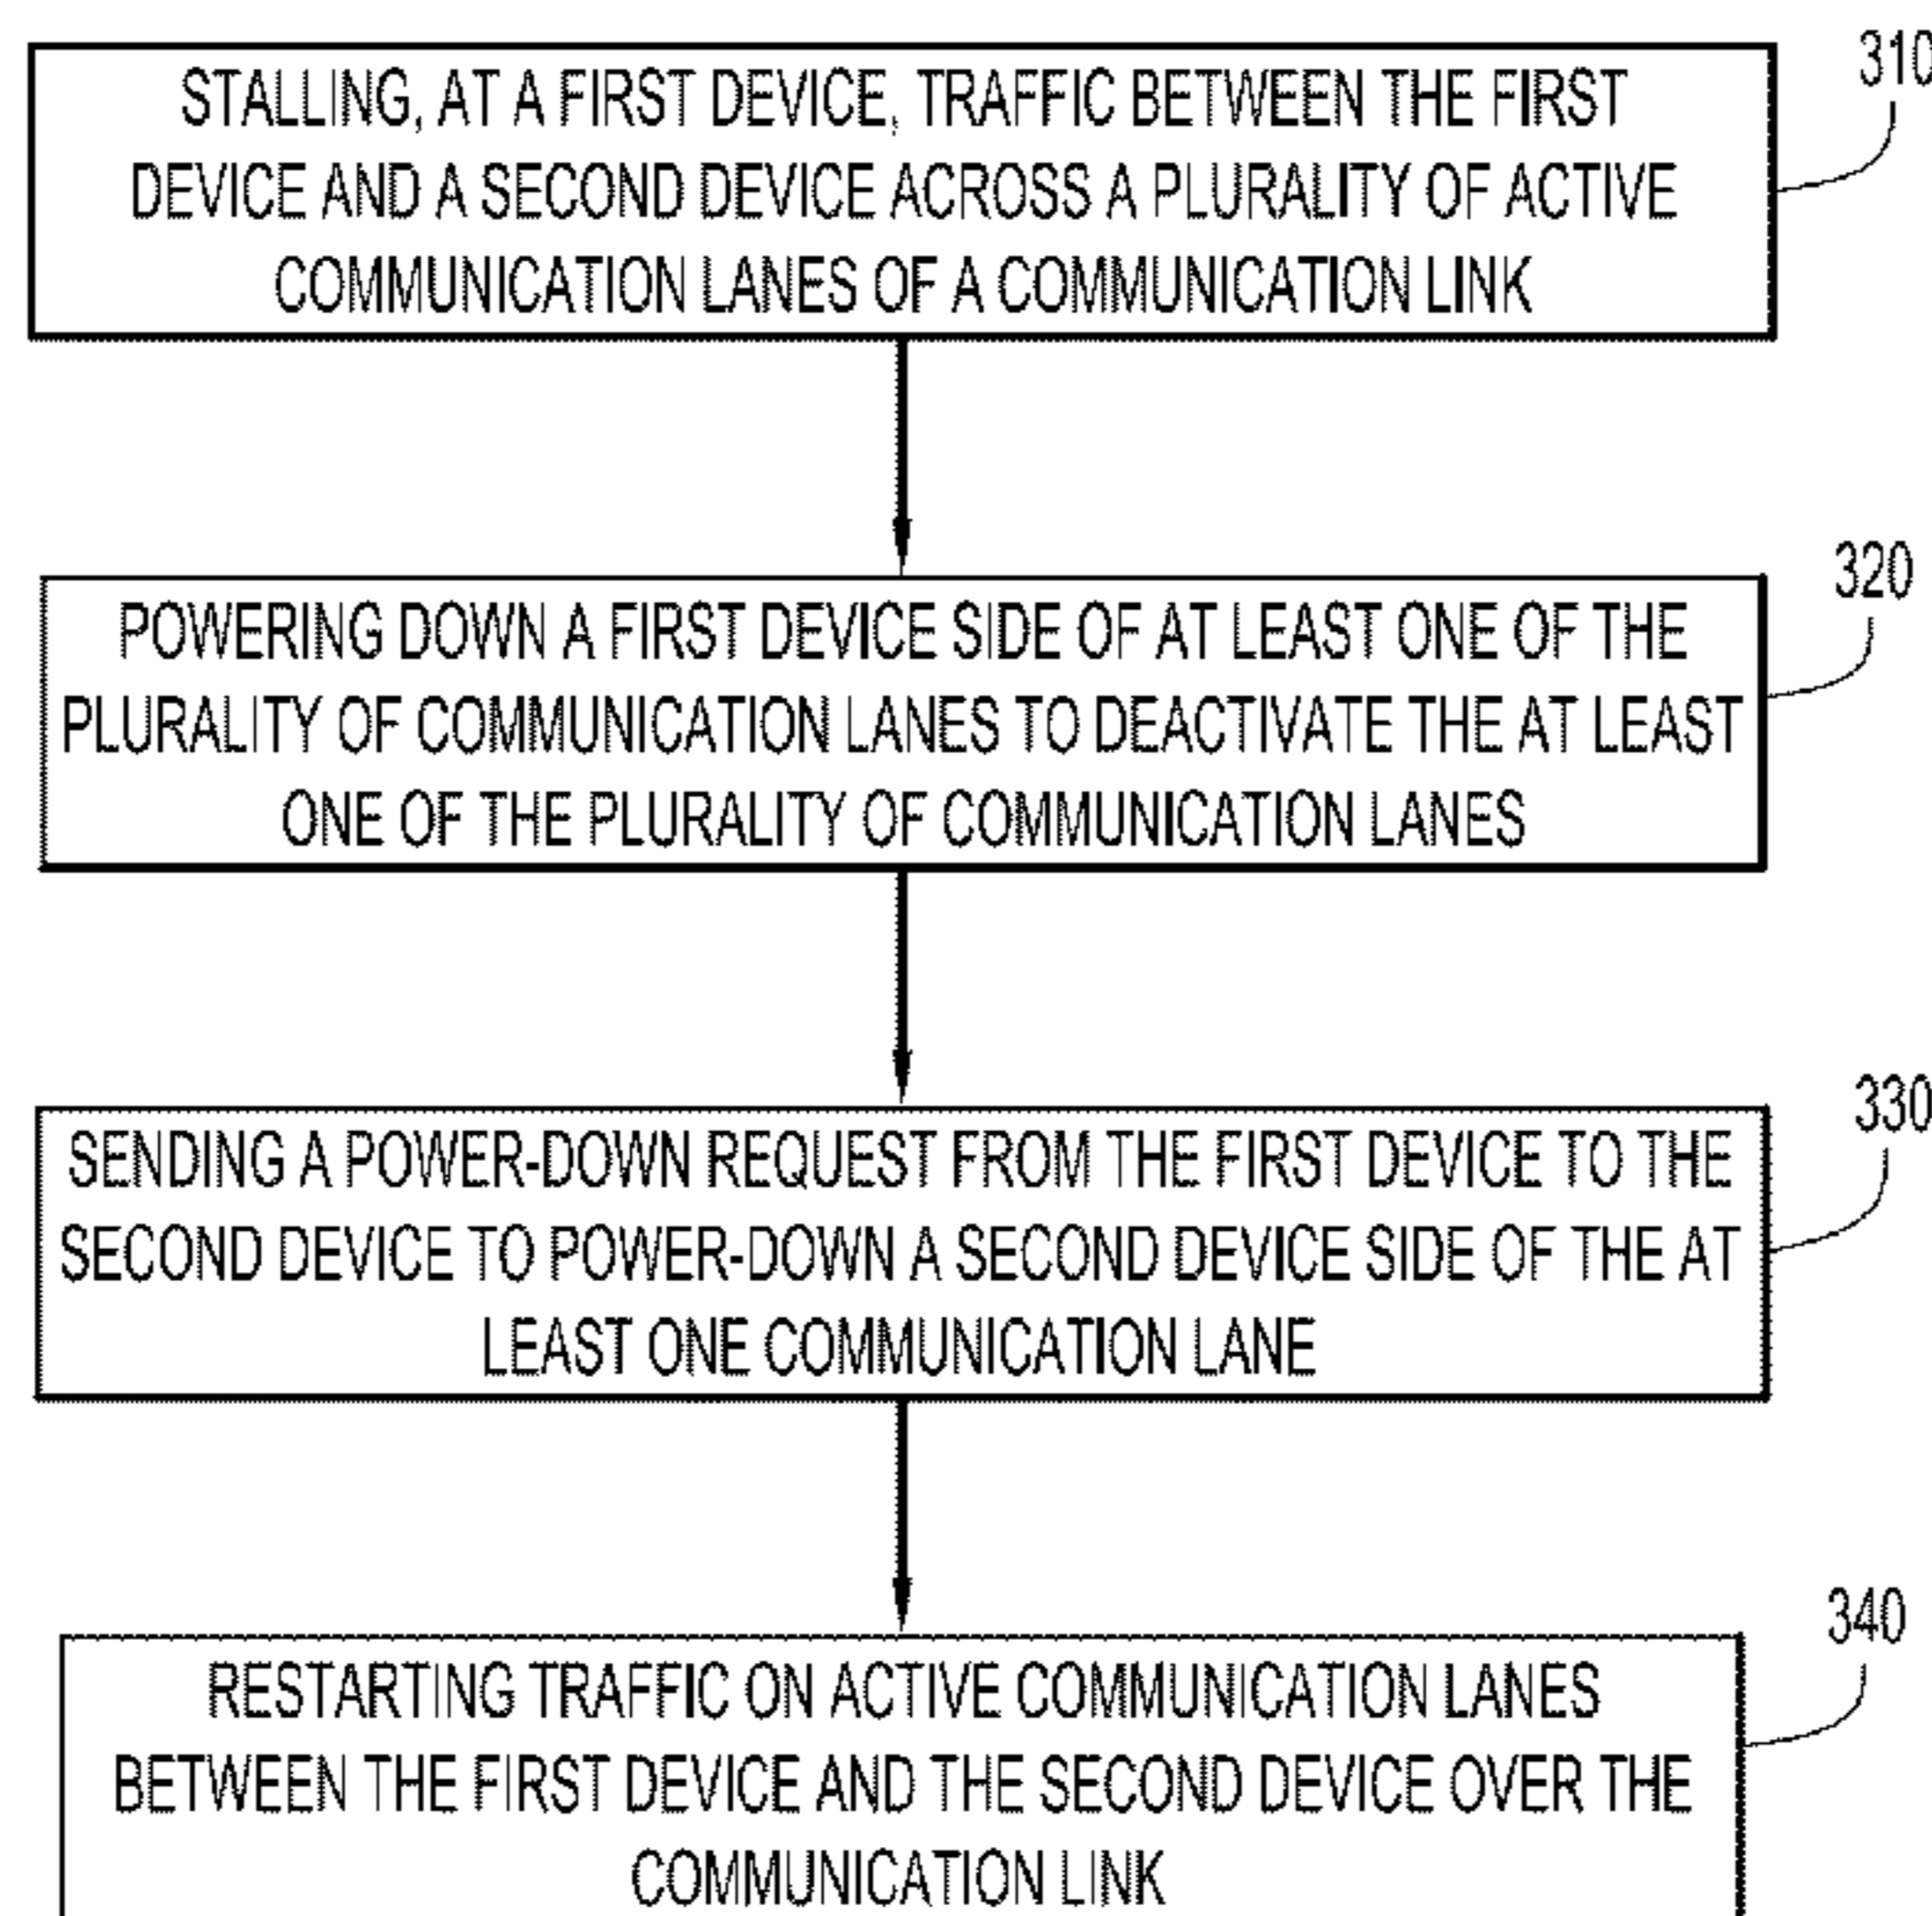 310
STALLING, AT A FIRST DEVICE, TRAFFIC BETWEEN THE FIRST
DEVICE AND A SECOND DEVICE ACROSS A PLURALITY OF ACTIVE
COMMUNICATION LANES OF A COMMUNICATION LINK
320
POWERING DOWN A FIRST DEVICE SIDE OF AT LEAST ONE OF THE
PLURALITY OF COMMUNICATION LANES TO DEACTIVATE THE AT LEAST
ONE OF THE PLURALITY OF COMMUNICATION LANES
330
SENDING A POWER-DOWN REQUEST FROM THE FIRST DEVICE TO THE
SECOND DEVICE TO POWER-DOWN A SECOND DEVICE SIDE OF THE AT
LEAST ONE COMMUNICATION LANE
340
RESTARTING TRAFFIC ON ACTIVE COMMUNICATION LANES
BETWEEN THE FIRST DEVICE AND THE SECOND DEVICE OVER THE
COMMUNICATION LINK